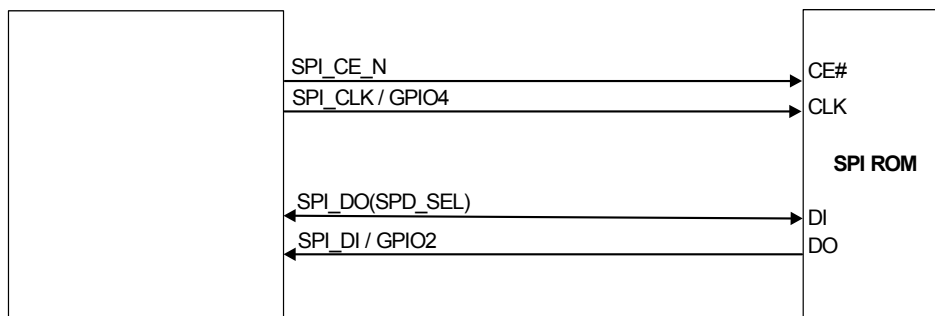 SPI_CE_N
CE#
SPI_CLK / GPIO4
CLK
SPI ROM
SPI_DO(SPD_SEL)
DI
SPI_DI / GPIO2
DO